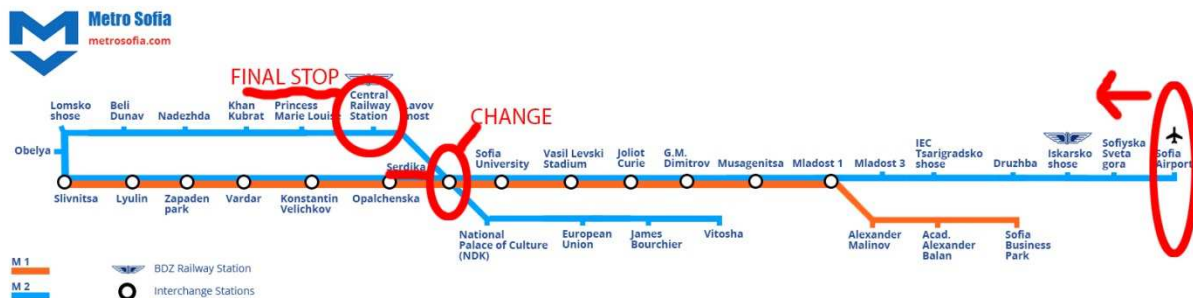 Metro Sofia
metrosofia.com
FINAL STOP
CHANGE
Lomsko
shose
Beli
Dunav
Nadezhda
Khan
Kubrat
Princess
Marie Louise
Central
Railway
Station
Lavov
most
Obelya
Serdika
Sofia
University
Vasil Levski
Stadium
Joliot
Curie
G.M.
Dimitrov
Musagenitsa
Mladost 1
Mladost 3
IEC
Tsarigradsko
shose
Druzhba
Iskarsko
shose
Sofiyska
Sveta
gora
Sofia
Airport
Slivnitsa
Lyulin
Zapaden
park
Vardar
Konstantin
Velichkov
Opalchenska
National
Palace of Culture
(NDK)
European
Union
James
Bourchier
Vitosha
Alexander
Malinov
Acad.
Alexander
Balan
Sofia
Business
Park
M 1
M 2
BDZ Railway Station
Interchange Stations